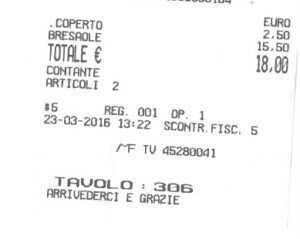 EURO
.COPERTO 2,50
BRESAOLE 15,50
TOTALE € 18,00
CONTANTE
ARTICOLI 2
#5 REG. 001 OP. 1
23-03-2016 13:22 SCONTR.FISC. 5
MF TV 45280041
TAVOLO : 306
ARRIVEDERCI E GRAZIE